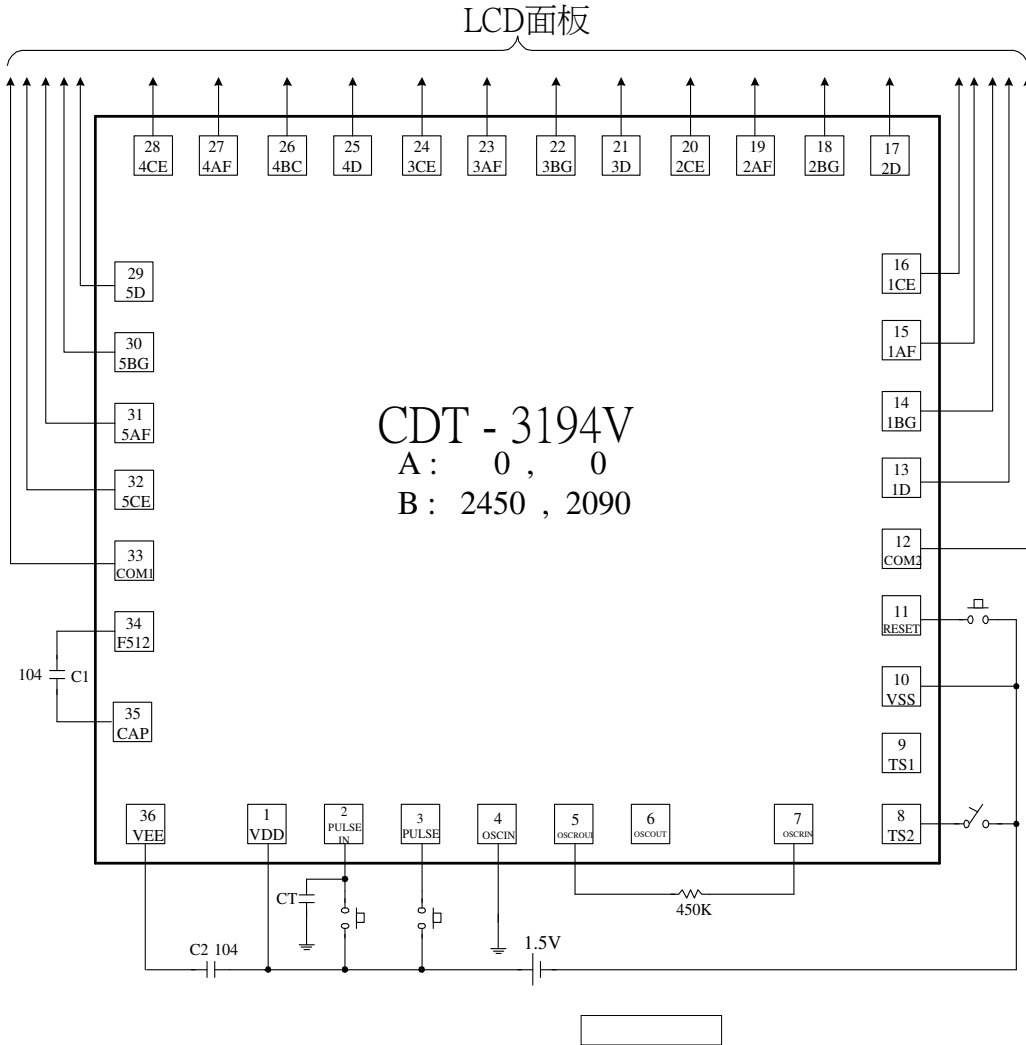 LCD面板
28 27 26 25 24 23 22 21 20 19 18 17
4CE 4AF 4BC 4D 3CE 3AF 3BG 3D 2CE 2AF 2BG 2D
29
5D
16
1CE
30
5BG
15
1AF
31
5AF
14
1BG
CDT - 3194V
A : 0 , 0
B : 2450 , 2090
32
5CE
13
1D
33
COM1
12
COM2
34
F512
11
RESET
104 C1
10
VSS
35
CAP
9
TS1
36
VEE
1
VDD
2
PULSE
IN
3
PULSE
4
OSCIN
5
OSCROUT
6
OSCOUT
7
OSCRIN
8
TS2
CT
450K
C2 104
1.5V